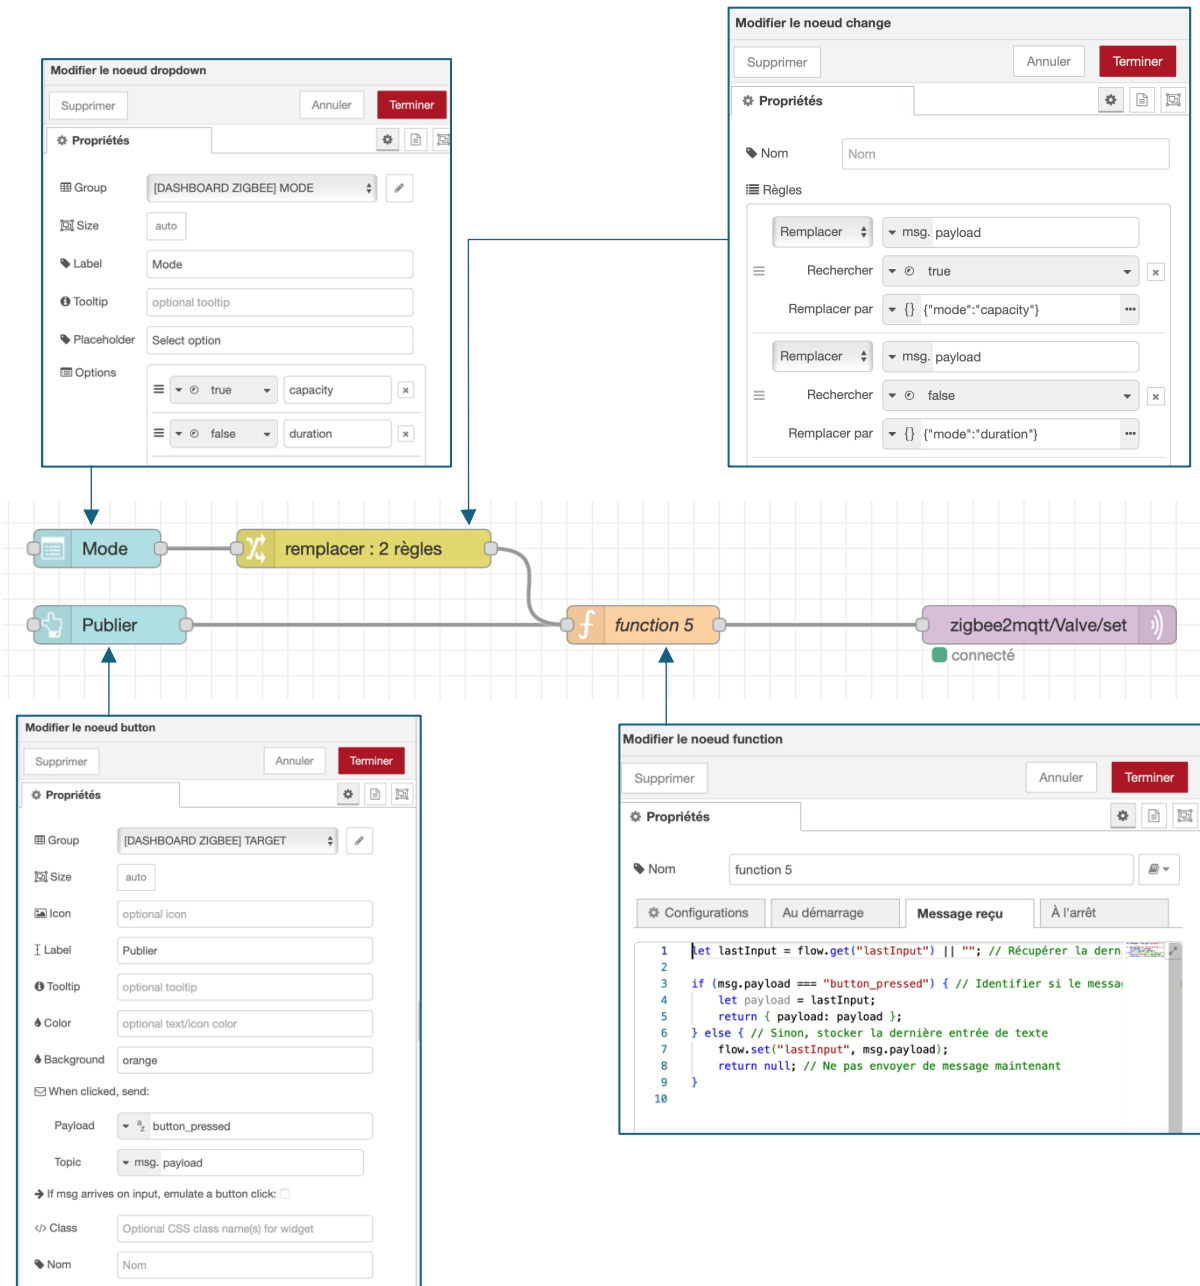 Modifier le noeud dropdown
Supprimer
Annuler
Terminer
Propriétés
Group
[DASHBOARD ZIGBEE] MODE
Size
auto
Label
Mode
Tooltip
optional tooltip
Placeholder
Select option
Options
true
capacity
false
duration
Modifier le noeud change
Supprimer
Annuler
Terminer
Propriétés
Nom
Nom
Règles
Remplacer
msg. payload
Rechercher
true
Remplacer par
{} {"mode":"capacity"}
Remplacer
msg. payload
Rechercher
false
Remplacer par
{} {"mode":"duration"}
Mode
remplacer : 2 règles
Publier
function 5
zigbee2mqtt/Valve/set
connecté
Modifier le noeud button
Supprimer
Annuler
Terminer
Propriétés
Group
[DASHBOARD ZIGBEE] TARGET
Size
auto
Icon
optional icon
Label
Publier
Tooltip
optional tooltip
Color
optional text/icon color
Background
orange
When clicked, send:
Payload
button_pressed
Topic
msg. payload
If msg arrives on input, emulate a button click:
Class
Optional CSS class name(s) for widget
Nom
Nom
Modifier le noeud function
Supprimer
Annuler
Terminer
Propriétés
Nom
function 5
Configurations
Au démarrage
Message reçu
À l'arrêt
1 let lastInput = flow.get("lastInput") || ""; // Récupérer la dern
2
3 if (msg.payload === "button_pressed") { // Identifier si le messa
4 let payload = lastInput;
5 return { payload: payload };
6 } else { // Sinon, stocker la dernière entrée de texte
7 flow.set("lastInput", msg.payload);
8 return null; // Ne pas envoyer de message maintenant
9 }
10